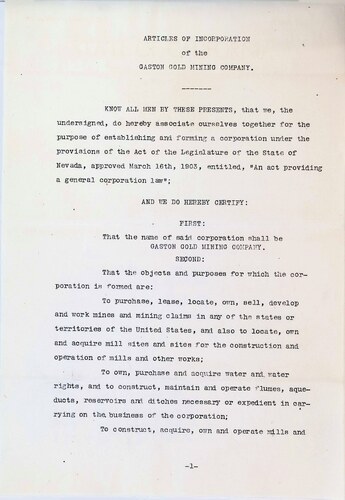 ARTICLES OF INCORPORATION
of the
GASTON GOLD MINING COMPANY.
-------
KNOW ALL MEN BY THESE PRESENTS, that we, the
undersigned, do hereby associate ourselves together for the
purpose of establishing and forming a corporation under the
provisions of the Act of the Legislature of the State of
Nevada, approved March 16th, 1903, entitled, "An act providing
a general corporation law";
AND WE DO HEREBY CERTIFY:
FIRST:
That the name of said corporation shall be
GASTON GOLD MINING COMPANY.
SECOND:
That the objects and purposes for which the cor-
poration is formed are:
To purchase, lease, locate, own, sell, develop
and work mines and mining claims in any of the states or
territories of the United States, and also to locate, own
and acquire mill sites and sites for the construction and
operation of mills and other works;
To own, purchase and acquire water and water
rights, and to construct, maintain and operate flumes, aque-
ducts, reservoirs and ditches necessary or expedient in car-
rying on the business of the corporation;
To construct, acquire, own and operate mills and
-1-